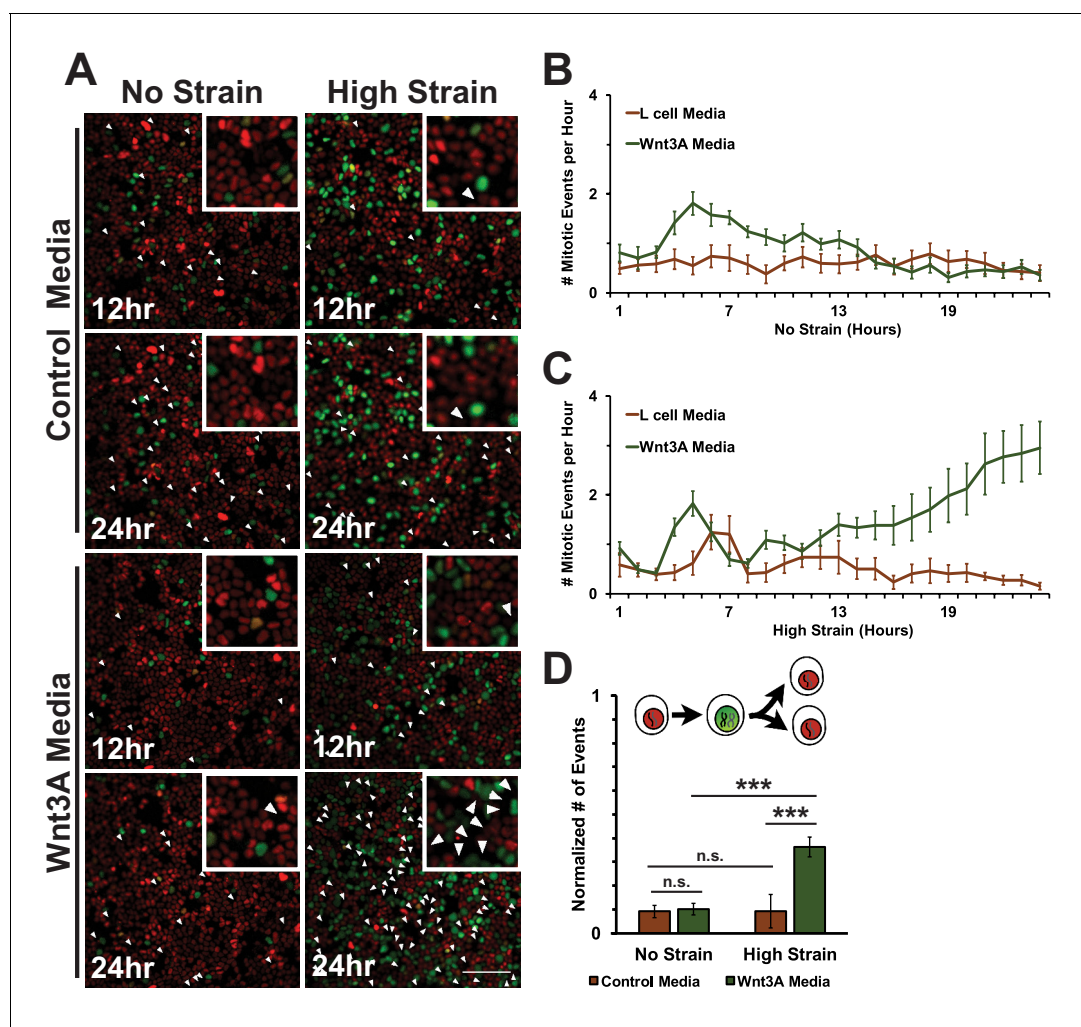 A
No Strain
High Strain
Control Media
12hr
12hr
24hr
24hr
Wnt3A Media
12hr
12hr
24hr
24hr
B
# Mitotic Events per Hour
4
2
0
L cell Media
Wnt3A Media
1
7
13
19
No Strain (Hours)
C
# Mitotic Events per Hour
4
2
0
L cell Media
Wnt3A Media
1
7
13
19
High Strain (Hours)
D
Normalized # of Events
1
0
***
***
n.s.
n.s.
No Strain
High Strain
Control Media
Wnt3A Media